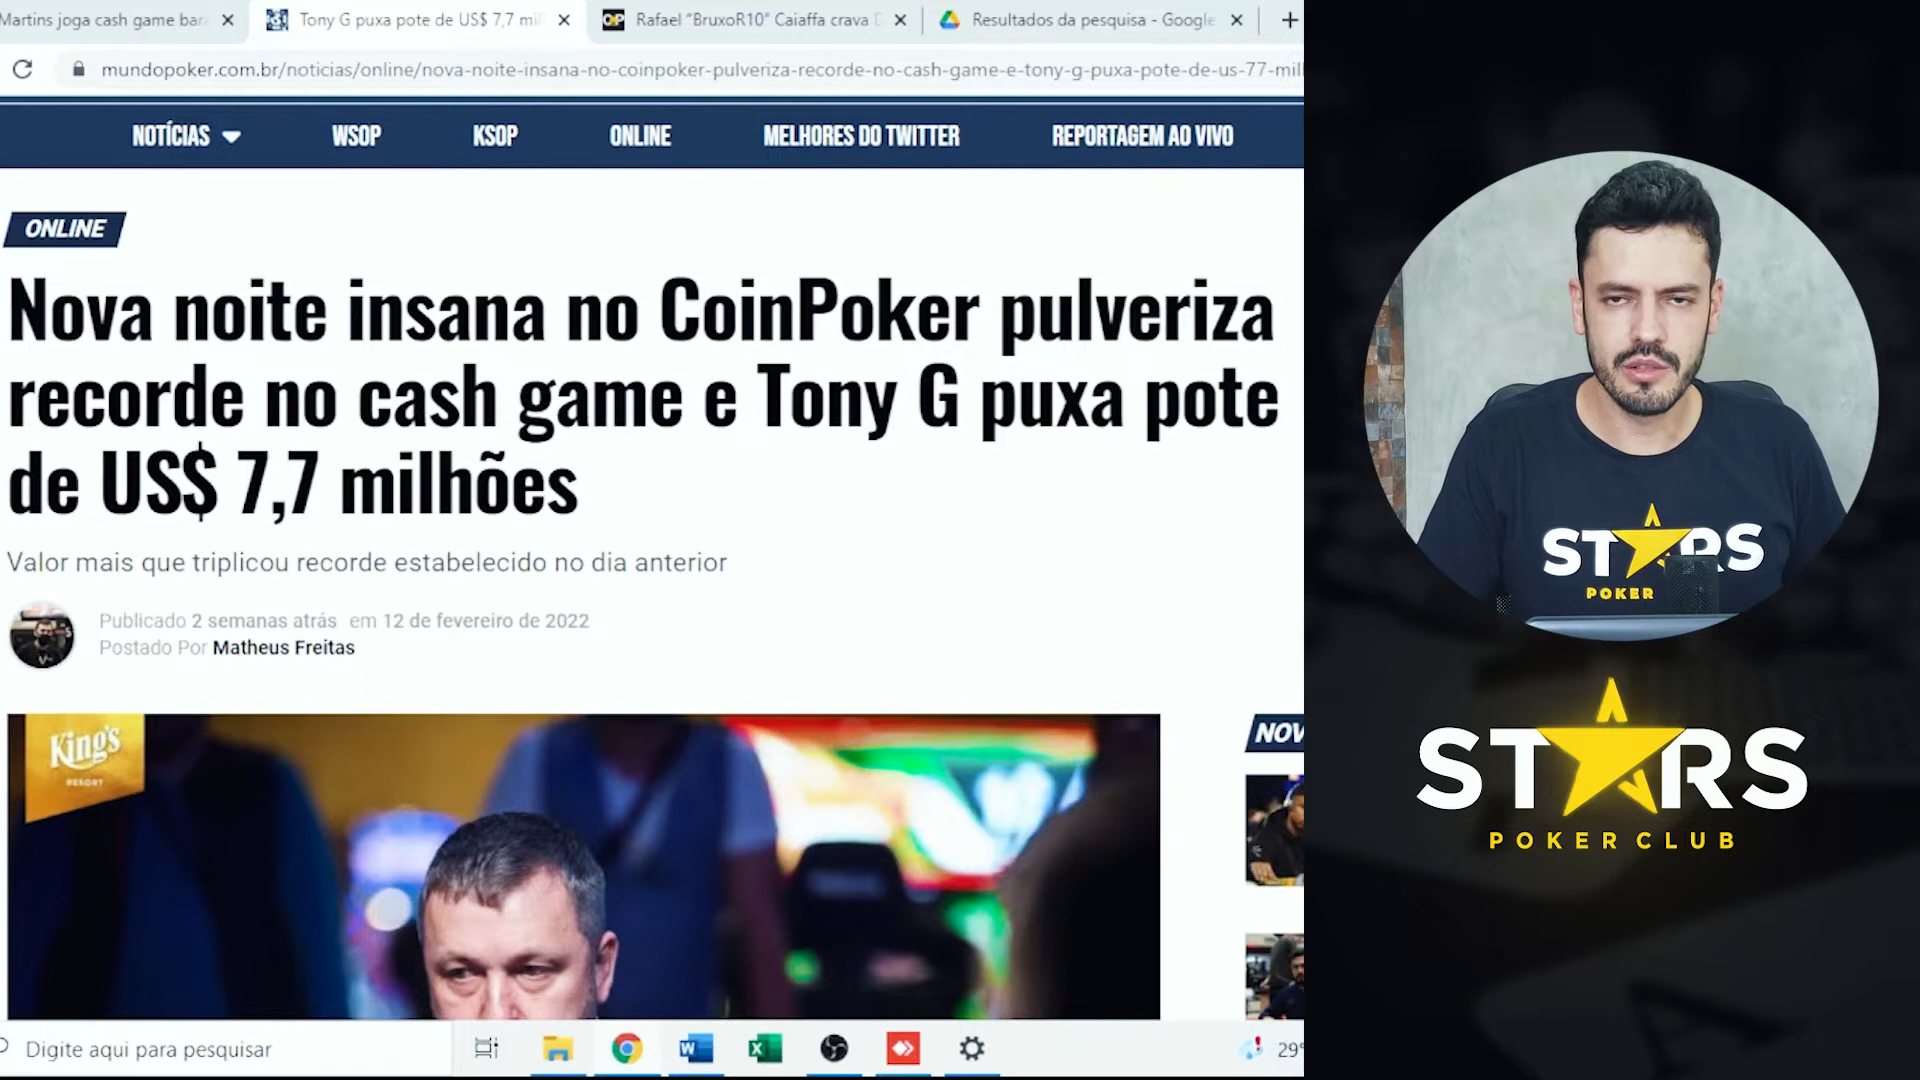 Martins joga cash game bar
Tony G puxa pote de US$ 7,7 mil
OP
Rafael "BruxoR10" Caiaffa crava
Resultados da pesquisa - Google
mundopoker.com.br/noticias/online/nova-noite-insana-no-coinpoker-pulveriza-recorde-no-cash-game-e-tony-g-puxa-pote-de-us-77-mil
NOTÍCIAS
WSOP
KSOP
ONLINE
MELHORES DO TWITTER
REPORTAGEM AO VIVO
ONLINE
Nova noite insana no CoinPoker pulveriza
recorde no cash game e Tony G puxa pote
de US$ 7,7 milhões
Valor mais que triplicou recorde estabelecido no dia anterior
Publicado 2 semanas atrás em 12 de fevereiro de 2022
Postado Por Matheus Freitas
King's
RESORT
NOV
STARS
POKER
STARS
POKER CLUB
Digite aqui para pesquisar
29°